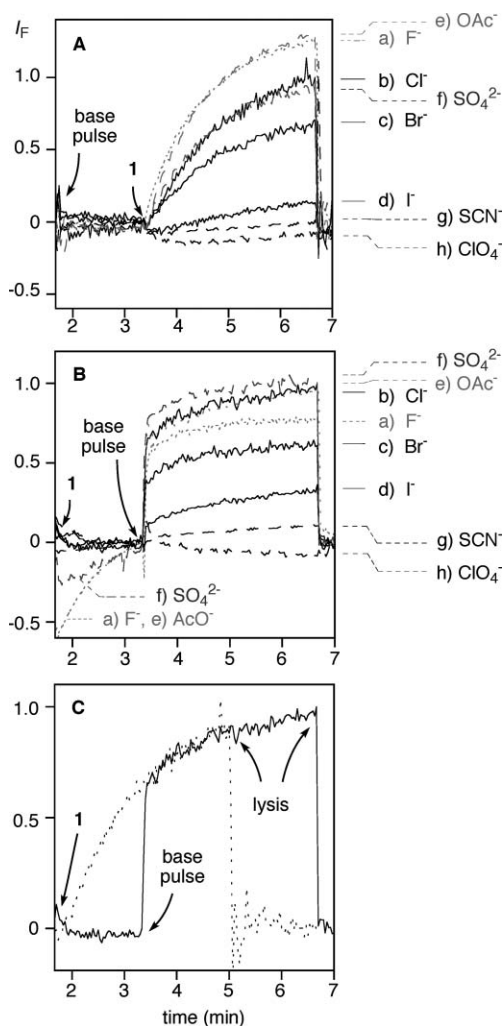 I_F
A
1.0
0.5
0
-0.5
base
pulse
1
e) OAc⁻
a) F⁻
b) Cl⁻
f) SO₄²⁻
c) Br⁻
d) I⁻
g) SCN⁻
h) ClO₄⁻
2 3 4 5 6 7
B
1.0
0.5
0
-0.5
base
pulse
1
f) SO₄²⁻
a) F⁻, e) AcO⁻
f) SO₄²⁻
e) OAc⁻
b) Cl⁻
a) F⁻
c) Br⁻
d) I⁻
g) SCN⁻
h) ClO₄⁻
2 3 4 5 6 7
C
1.0
0.5
0
1
base
pulse
lysis
2 3 4 5 6 7
time (min)